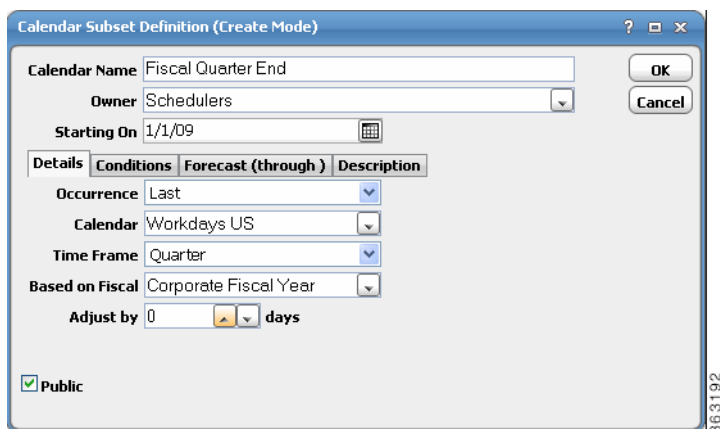 Calendar Subset Definition (Create Mode) ?
Calendar Name Fiscal Quarter End OK
Owner Schedulers Cancel
Starting On 1/1/09
Details Conditions Forecast (through ) Description
Occurrence Last
Calendar Workdays US
Time Frame Quarter
Based on Fiscal Corporate Fiscal Year
Adjust by 0 days
Public
363192